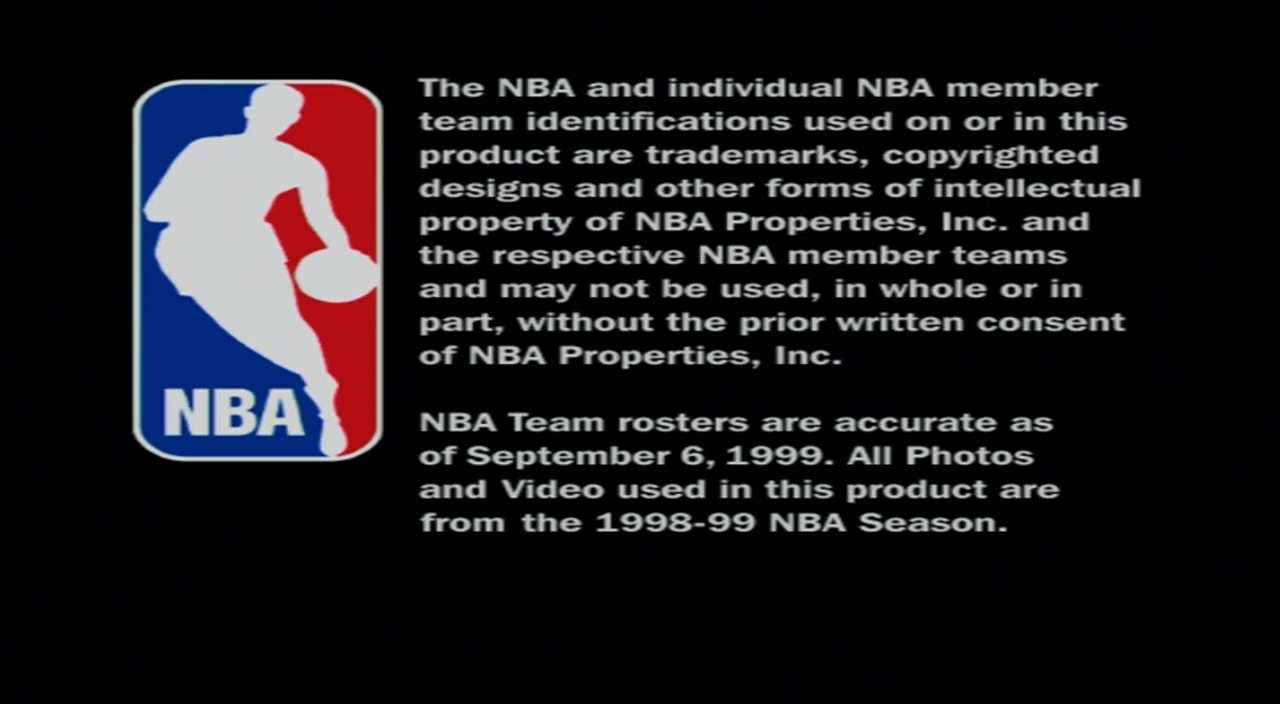 The NBA and individual NBA member
team identifications used on or in this
product are trademarks, copyrighted
designs and other forms of intellectual
property of NBA Properties, Inc. and
the respective NBA member teams
and may not be used, in whole or in
part, without the prior written consent
of NBA Properties, Inc.
NBA
NBA Team rosters are accurate as
of September 6, 1999. All Photos
and Video used in this product are
from the 1998-99 NBA Season.